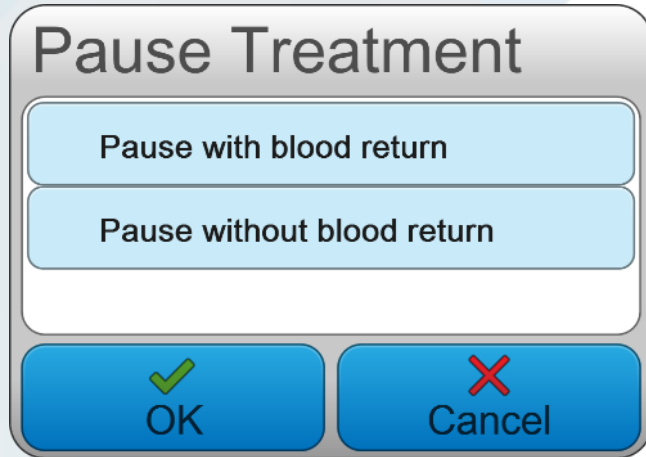 Pause Treatment
Pause with blood return
Pause without blood return
OK
Cancel